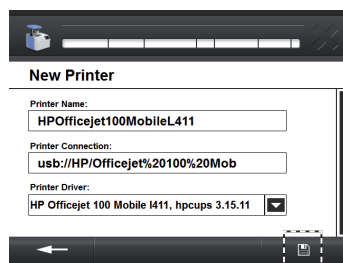 New Printer
Printer Name:
HPOfficejet100MobileL411
Printer Connection:
usb://HP/Officejet%20100%20Mob
Printer Driver:
HP Officejet 100 Mobile l411, hpcups 3.15.11